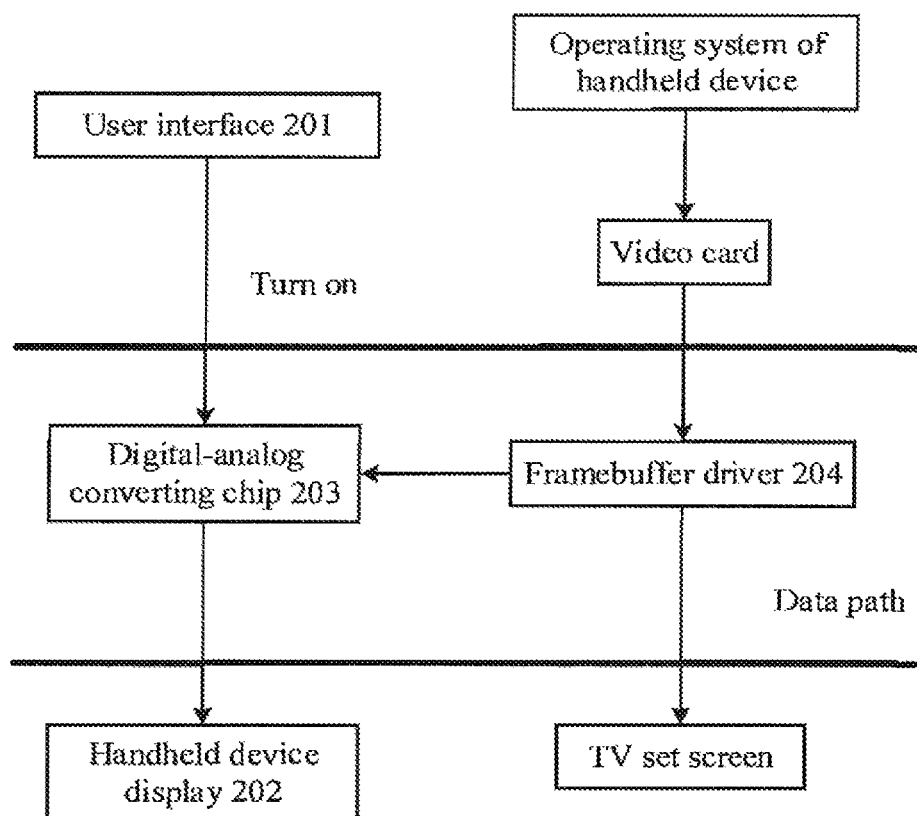 Operating system of
handheld device
User interface 201
Video card
Turn on
Digital-analog
converting chip 203
Framebuffer driver 204
Data path
Handheld device
display 202
TV set screen